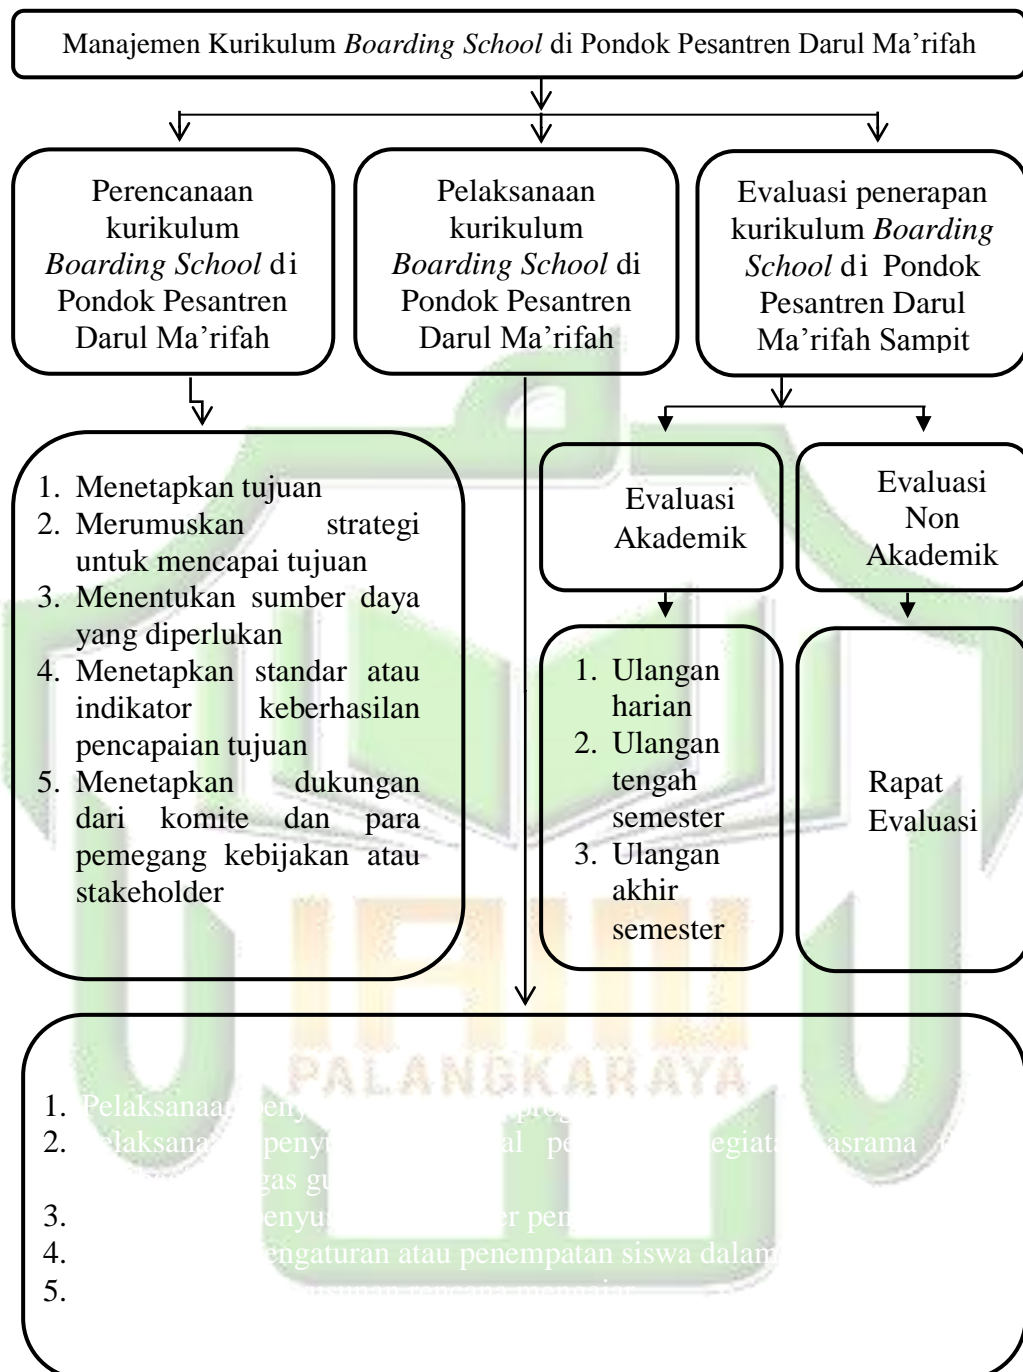 Manajemen Kurikulum Boarding School di Pondok Pesantren Darul Ma’rifah
Perencanaan
kurikulum
Boarding School di
Pondok Pesantren
Darul Ma’rifah
Pelaksanaan
kurikulum
Boarding School di
Pondok Pesantren
Darul Ma’rifah
Evaluasi penerapan
kurikulum Boarding
School di Pondok
Pesantren Darul
Ma’rifah Sampit
1. Menetapkan tujuan
2. Merumuskan strategi
untuk mencapai tujuan
3. Menentukan sumber daya
yang diperlukan
4. Menetapkan standar atau
indikator keberhasilan
pencapaian tujuan
5. Menetapkan dukungan
dari komite dan para
pemegang kebijakan atau
stakeholder
Evaluasi
Akademik
Evaluasi
Non
Akademik
1. Ulangan
harian
2. Ulangan
tengah
semester
3. Ulangan
akhir
semester
Rapat
Evaluasi
IAIN
PALANGKARAYA
1. Pelaksanaan
2. Pelaksanaan asrama
3.
4. pengaturan atau penempatan siswa dalam
5. rencana mengajar